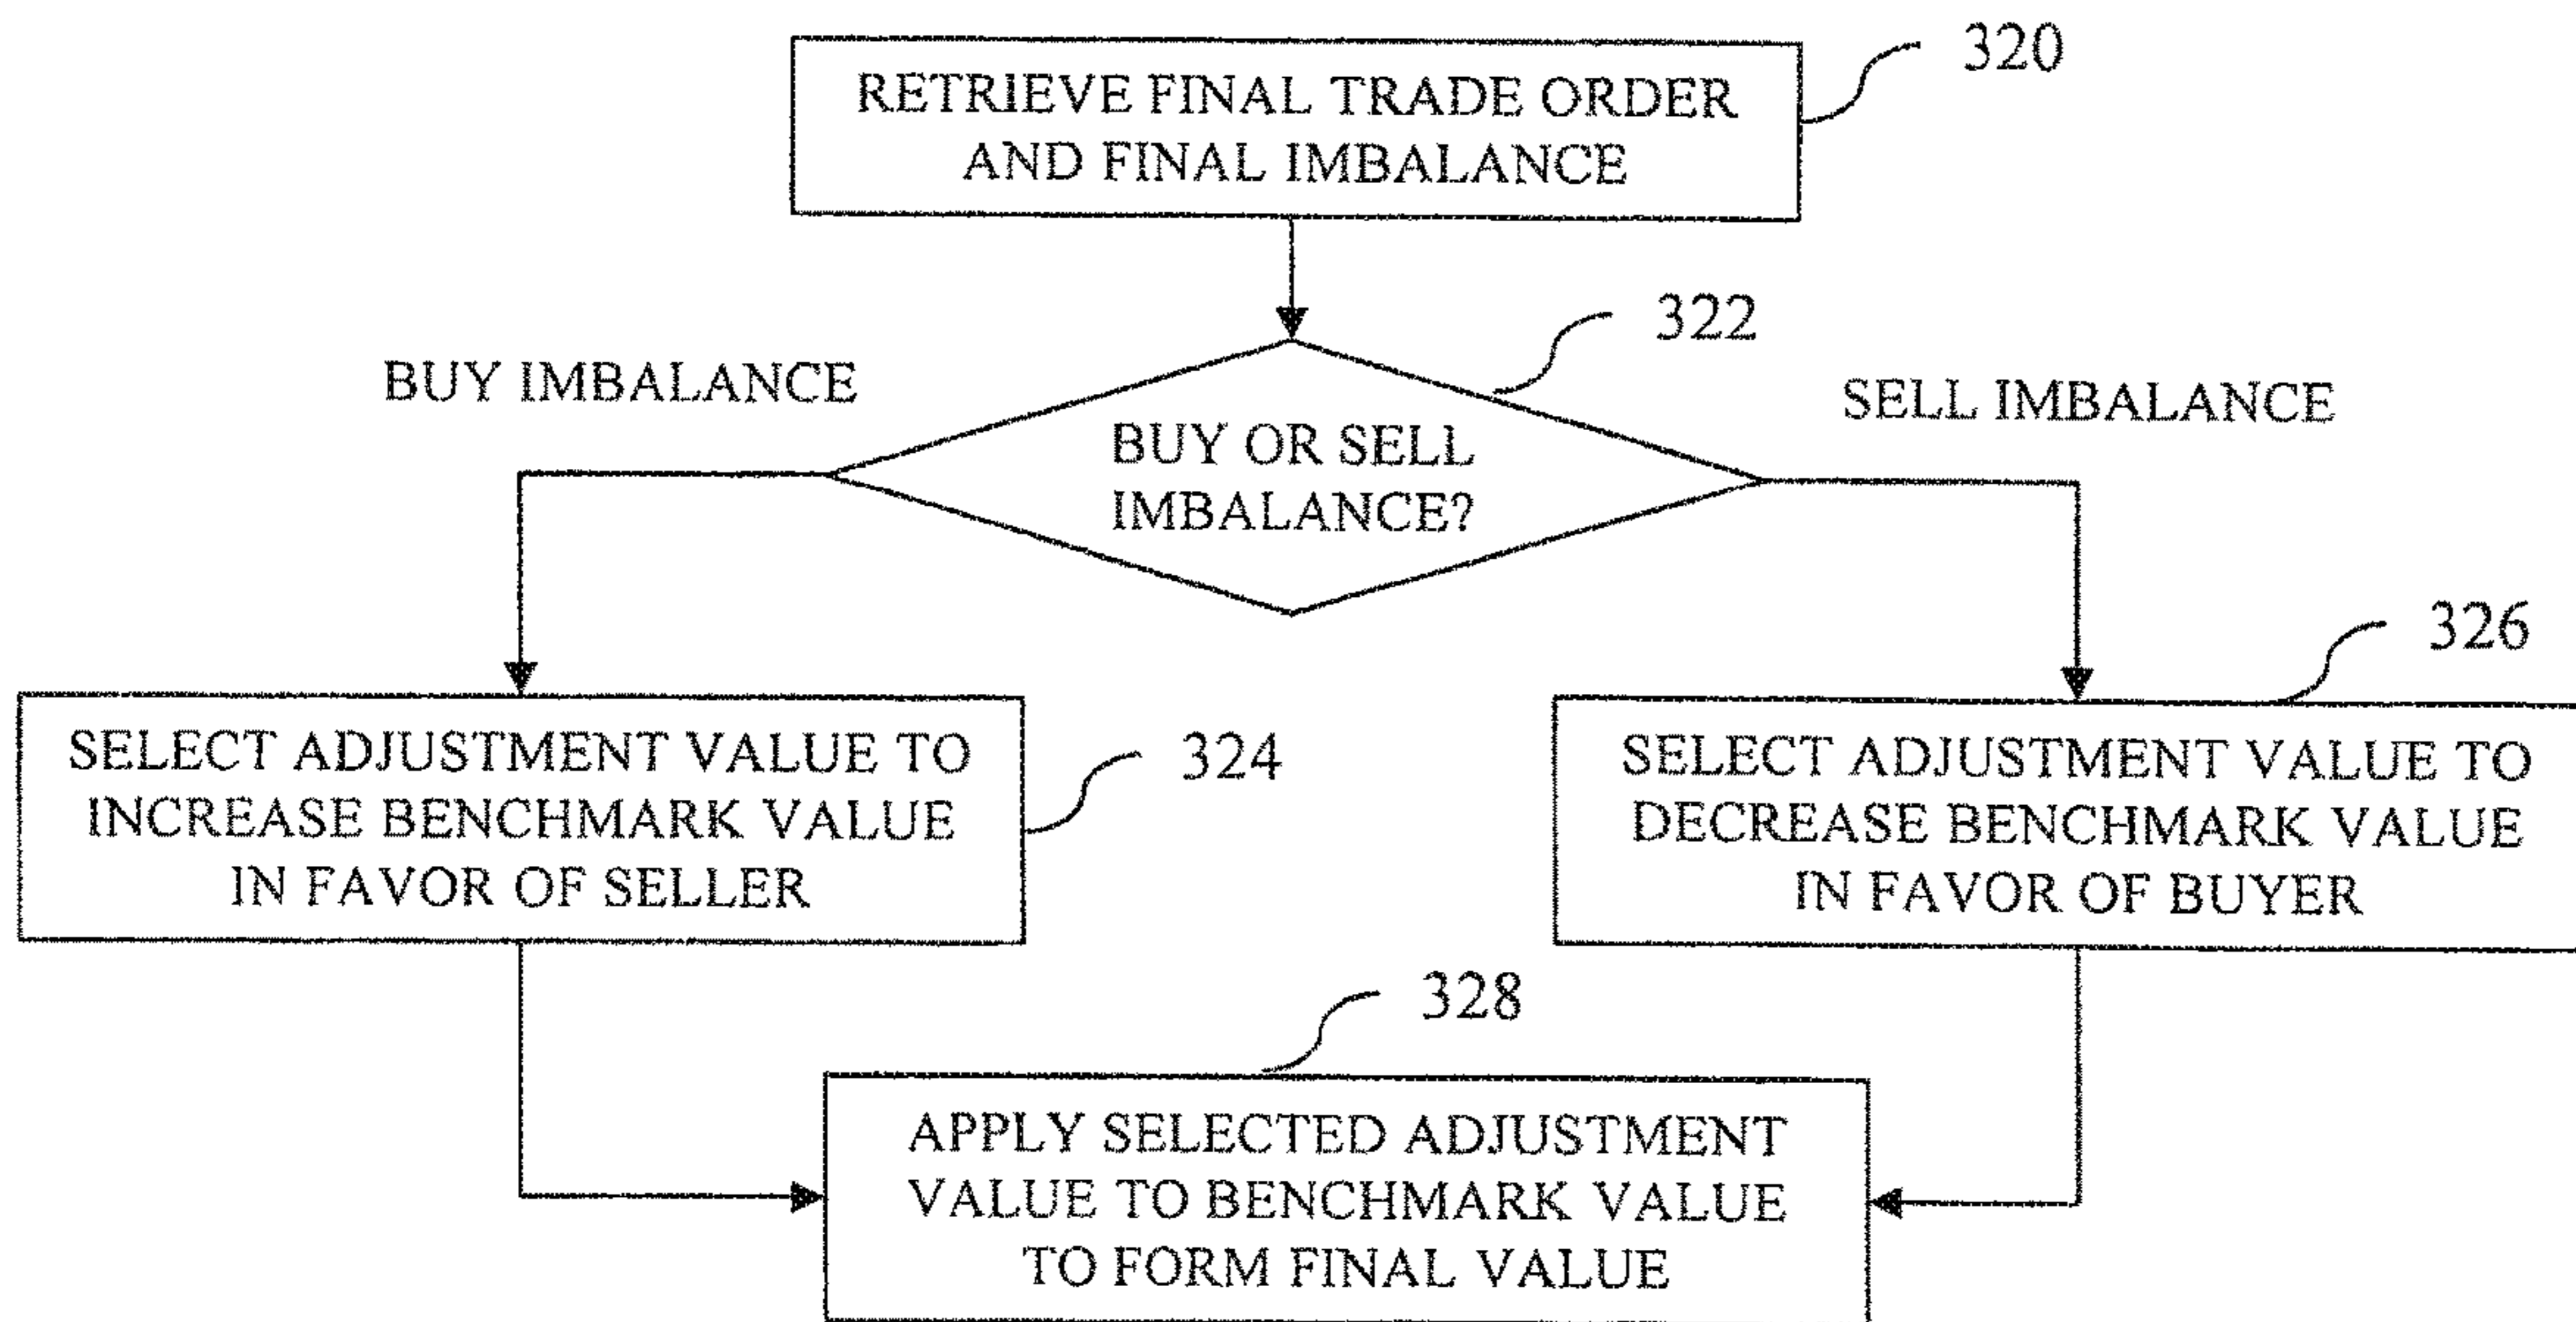 320
RETRIEVE FINAL TRADE ORDER
AND FINAL IMBALANCE
322
BUY IMBALANCE
SELL IMBALANCE
BUY OR SELL
IMBALANCE?
326
SELECT ADJUSTMENT VALUE TO
INCREASE BENCHMARK VALUE
IN FAVOR OF SELLER
324
SELECT ADJUSTMENT VALUE TO
DECREASE BENCHMARK VALUE
IN FAVOR OF BUYER
328
APPLY SELECTED ADJUSTMENT
VALUE TO BENCHMARK VALUE
TO FORM FINAL VALUE